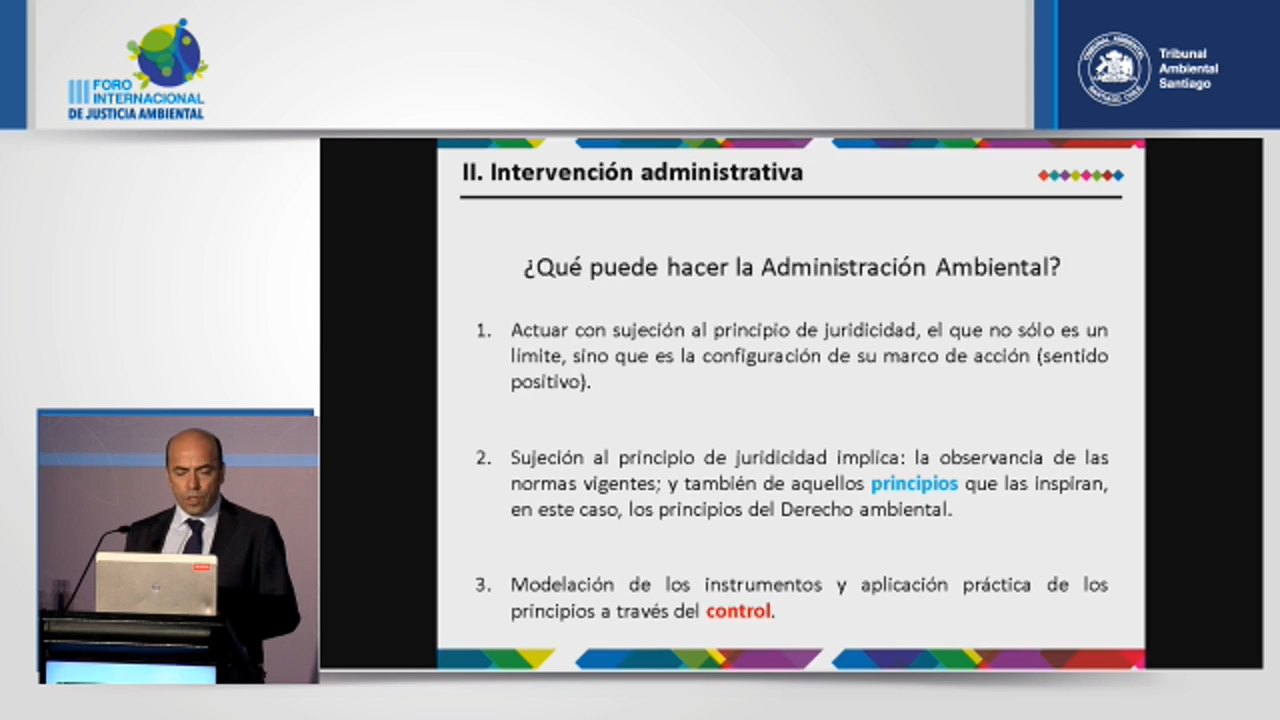 III FORO
INTERNACIONAL
DE JUSTICIA AMBIENTAL
TRIBUNAL AMBIENTAL
SANTIAGO CHILE
Tribunal
Ambiental
Santiago
II. Intervención administrativa
¿Qué puede hacer la Administración Ambiental?
1. Actuar con sujeción al principio de juridicidad, el que no sólo es un
límite, sino que es la configuración de su marco de acción (sentido
positivo).
2. Sujeción al principio de juridicidad implica: la observancia de las
normas vigentes; y también de aquellos principios que las inspiran,
en este caso, los principios del Derecho ambiental.
3. Modelación de los instrumentos y aplicación práctica de los
principios a través del control.